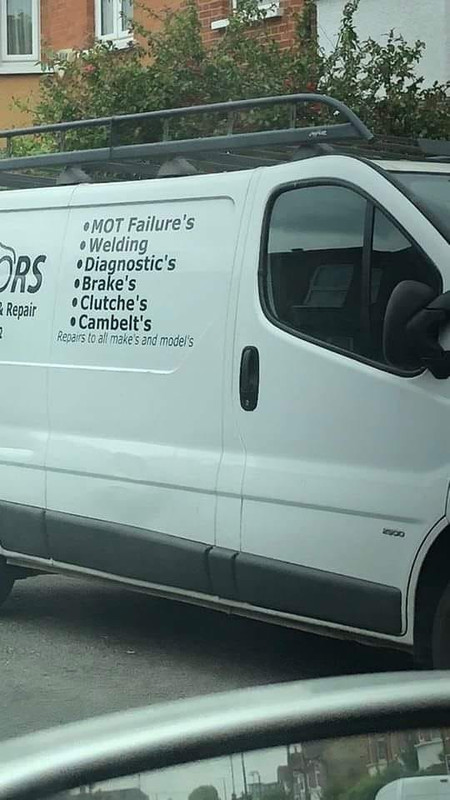 ORS
& Repair
•MOT Failure's
•Welding
•Diagnostic's
•Brake's
•Clutche's
•Cambelt's
Repairs to all make's and model's
2900